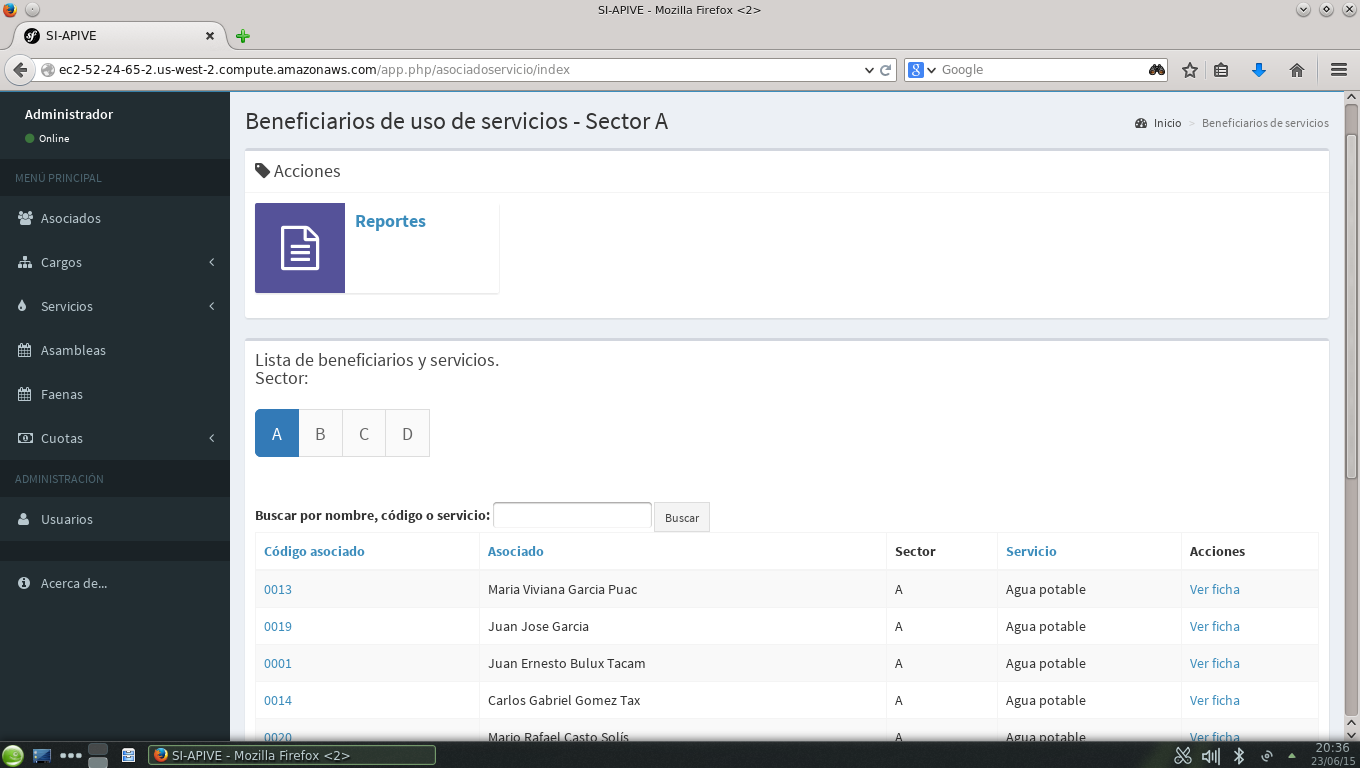 SI-APIVE - Mozilla Firefox <2>
SI-APIVE
ec2-52-24-65-2.us-west-2.compute.amazonaws.com/app.php/asociadoservicio/index
Google
Administrador
Online
MENÚ PRINCIPAL
Asociados
Cargos
Servicios
Asambleas
Faenas
Cuotas
ADMINISTRACIÓN
Usuarios
Acerca de...
Beneficiarios de uso de servicios - Sector A
Inicio > Beneficiarios de servicios
Acciones
Reportes
Lista de beneficiarios y servicios.
Sector:
A B C D
Buscar por nombre, código o servicio: Buscar
Código asociado Asociado Sector Servicio Acciones
0013 Maria Viviana Garcia Puac A Agua potable Ver ficha
0019 Juan Jose Garcia A Agua potable Ver ficha
0001 Juan Ernesto Bulux Tacam A Agua potable Ver ficha
0014 Carlos Gabriel Gomez Tax A Agua potable Ver ficha
0020 Mario Rafael Casto Solís A Agua potable Ver ficha
SI-APIVE - Mozilla Firefox <2>
20:36
23/06/15